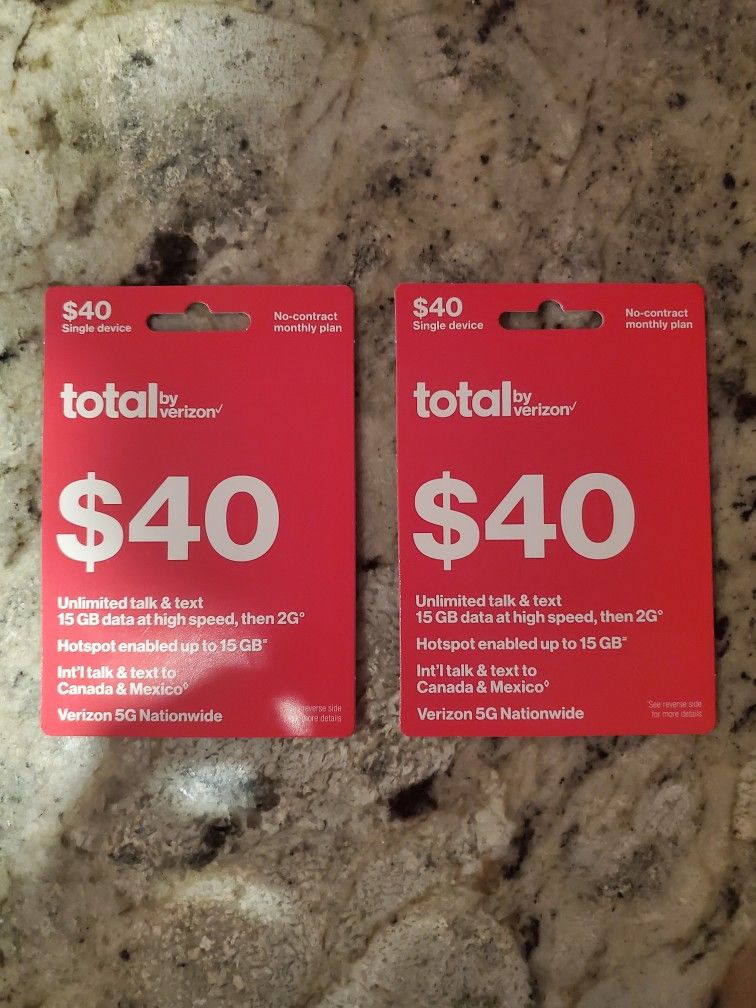 $40
Single device
No-contract
monthly plan
total by verizon✓
$40
Unlimited talk & text
15 GB data at high speed, then 2G°
Hotspot enabled up to 15 GB⁼
Int'l talk & text to
Canada & Mexico◊
Verizon 5G Nationwide
reverse side
more details
$40
Single device
No-contract
monthly plan
total by verizon✓
$40
Unlimited talk & text
15 GB data at high speed, then 2G°
Hotspot enabled up to 15 GB⁼
Int'l talk & text to
Canada & Mexico◊
Verizon 5G Nationwide
*See reverse side
for more details